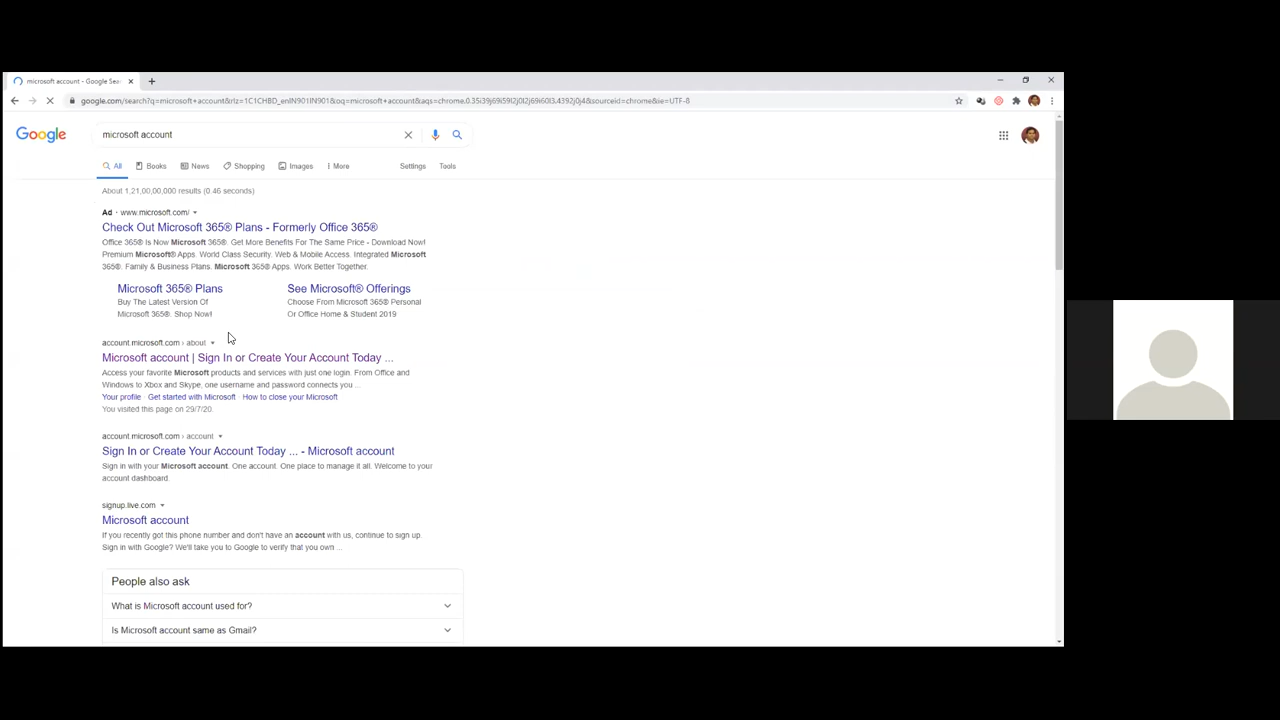 microsoft account - Google Sea
google.com/search?q=microsoft+account&rlz=1C1CHBD_enIN901IN901&oq=microsoft+account&aqs=chrome.0.35i39j69i59l2j0l2j69i60l3.4392j0j4&sourceid=chrome&ie=UTF-8
Google
microsoft account
All Books News Shopping Images More Settings Tools
About 1,21,00,00,000 results (0.46 seconds)
Ad · www.microsoft.com/
Check Out Microsoft 365® Plans - Formerly Office 365®
Office 365® Is Now Microsoft 365®. Get More Benefits For The Same Price - Download Now!
Premium Microsoft® Apps. World Class Security. Web & Mobile Access. Integrated Microsoft
365®. Family & Business Plans. Microsoft 365® Apps. Work Better Together.
Microsoft 365® Plans
Buy The Latest Version Of
Microsoft 365®. Shop Now!
See Microsoft® Offerings
Choose From Microsoft 365® Personal
Or Office Home & Student 2019
account.microsoft.com › about
Microsoft account | Sign In or Create Your Account Today ...
Access your favorite Microsoft products and services with just one login. From Office and
Windows to Xbox and Skype, one username and password connects you ...
Your profile · Get started with Microsoft · How to close your Microsoft
You visited this page on 29/7/20.
account.microsoft.com › account
Sign In or Create Your Account Today ... - Microsoft account
Sign in with your Microsoft account. One account. One place to manage it all. Welcome to your
account dashboard.
signup.live.com
Microsoft account
If you recently got this phone number and don't have an account with us, continue to sign up.
Sign in with Google? We'll take you to Google to verify that you own ...
People also ask
What is Microsoft account used for?
Is Microsoft account same as Gmail?